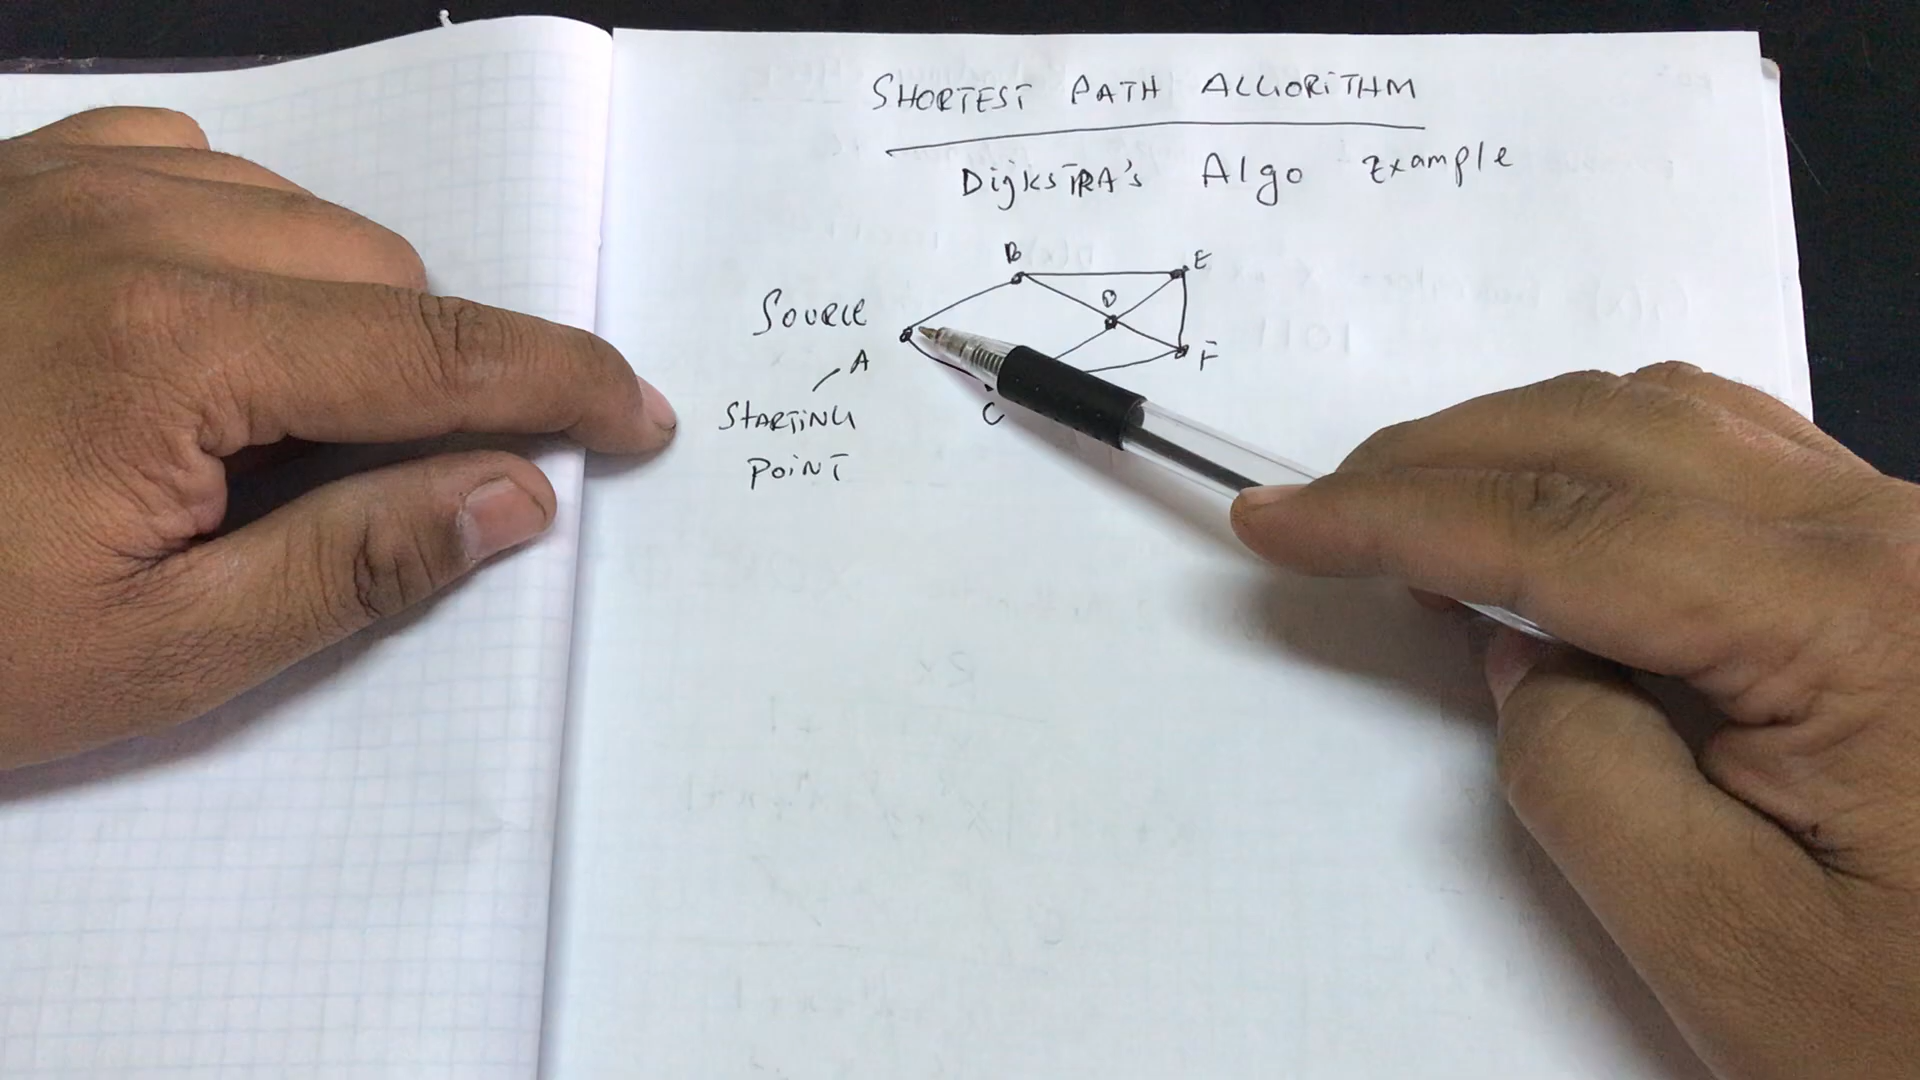 SHORTEST PATH ALGORITHM
DijkSTRA's Algo Example
B
E
D
SOURCE
A
F
C
STARTING
POINT